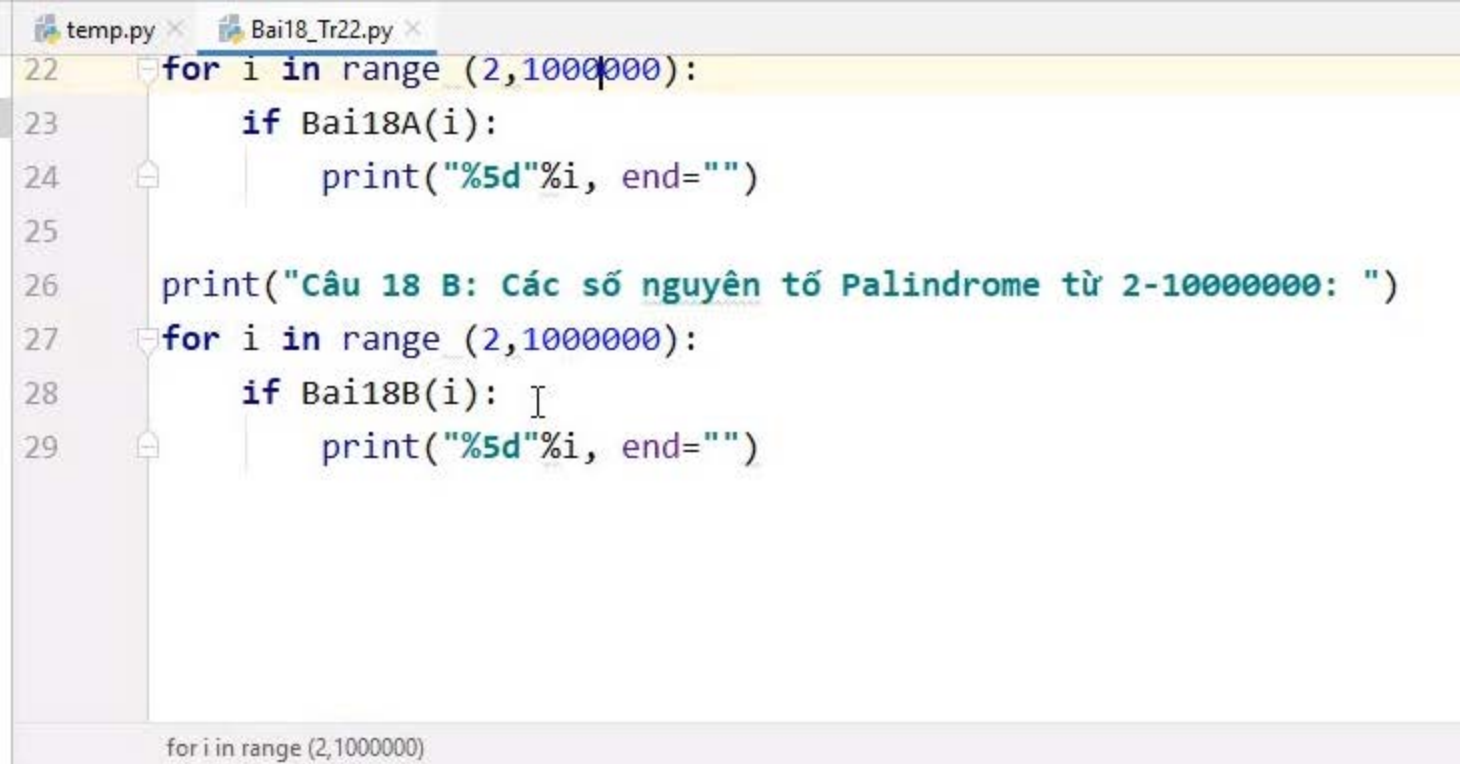 temp.py Bai18_Tr22.py
22 for i in range (2,1000000):
23 if Bai18A(i):
24 print("%5d"%i, end="")
25
26 print("Câu 18 B: Các số nguyên tố Palindrome từ 2-10000000: ")
27 for i in range (2,1000000):
28 if Bai18B(i):
29 print("%5d"%i, end="")
for i in range (2,1000000)